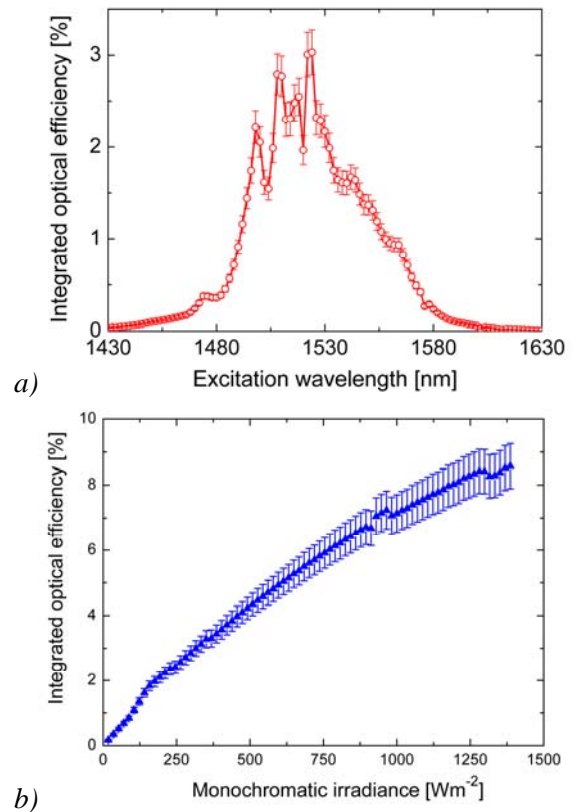 Integrated optical efficiency [%]
3
2
1
0
1430 1480 1530 1580 1630
Excitation wavelength [nm]
a)
Integrated optical efficiency [%]
10
8
6
4
2
0
0 250 500 750 1000 1250 1500
Monochromatic irradiance [Wm⁻²]
b)